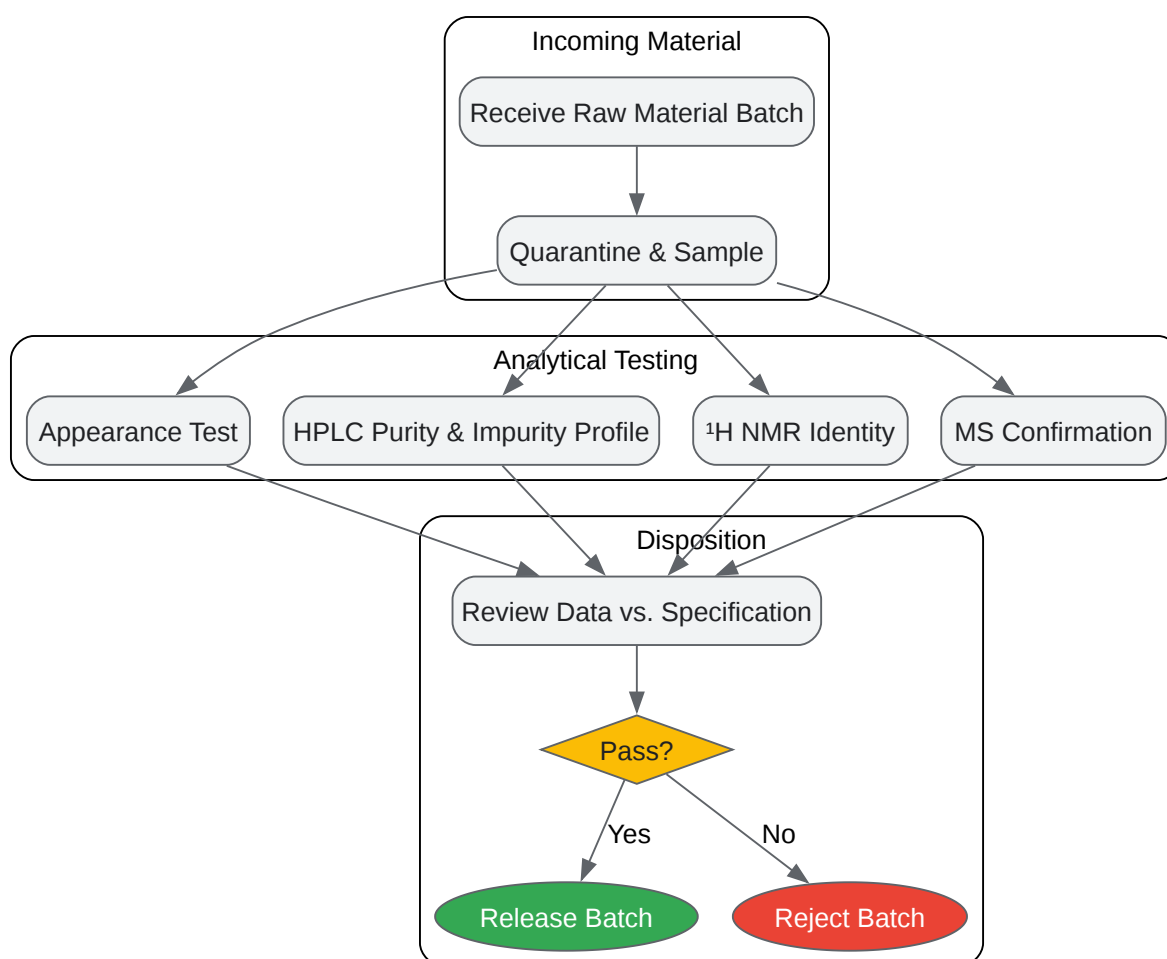 Incoming Material
Receive Raw Material Batch
Quarantine & Sample
Analytical Testing
Appearance Test
HPLC Purity & Impurity Profile
¹H NMR Identity
MS Confirmation
Disposition
Review Data vs. Specification
Pass?
Yes
No
Release Batch
Reject Batch